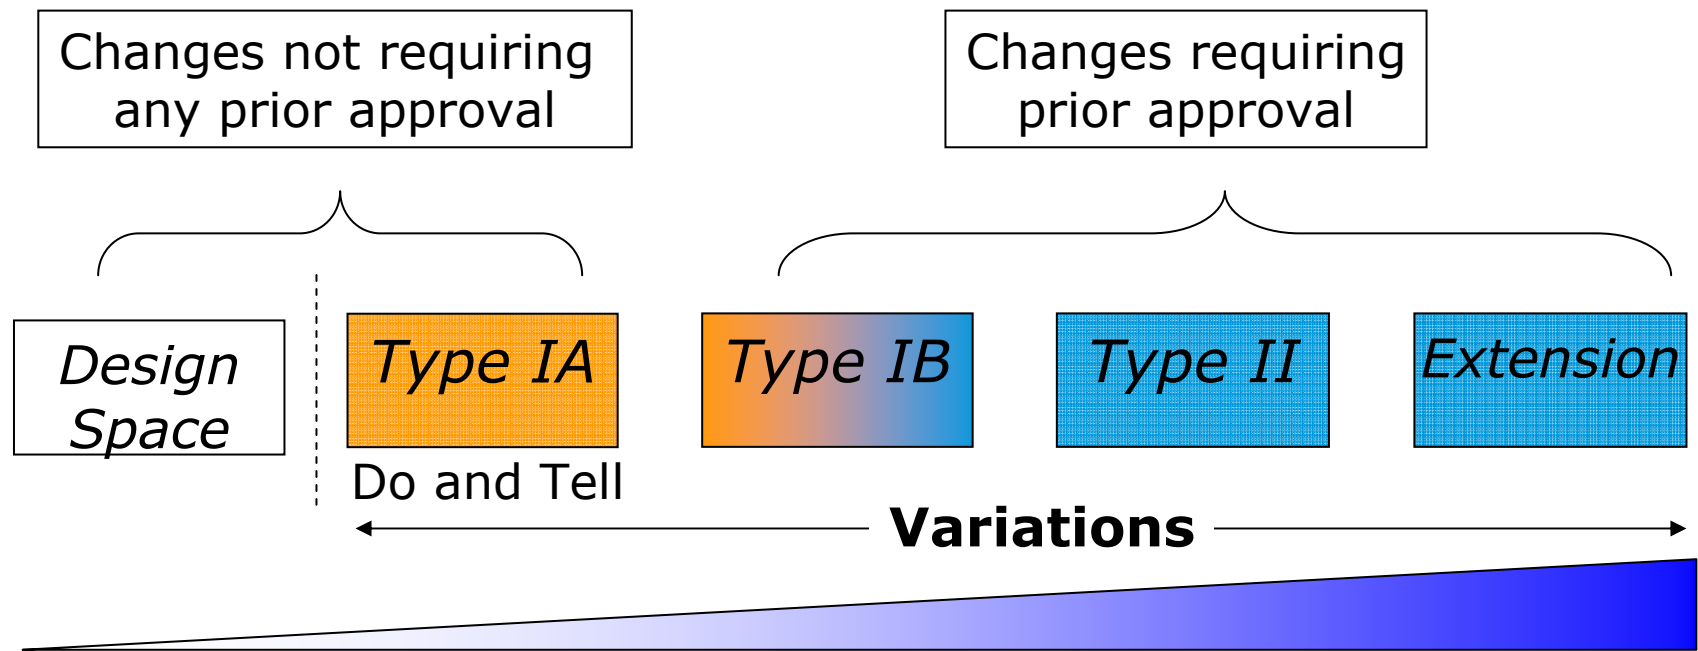 Changes not requiring
any prior approval
Changes requiring
prior approval
Design
Space
Type IA
Type IB
Type II
Extension
Do and Tell
Variations